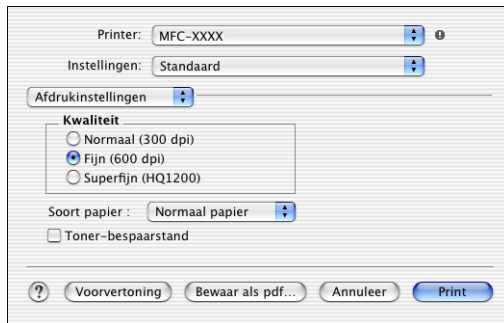 Printer: MFC-XXXX
Instellingen: Standaard
Afdrukinstellingen
Kwaliteit
Normaal (300 dpi)
Fijn (600 dpi)
Superfijn (HQ1200)
Soort papier : Normaal papier
Toner-bespaarstand
? Voorvertoning Bewaar als pdf... Annuleer Print